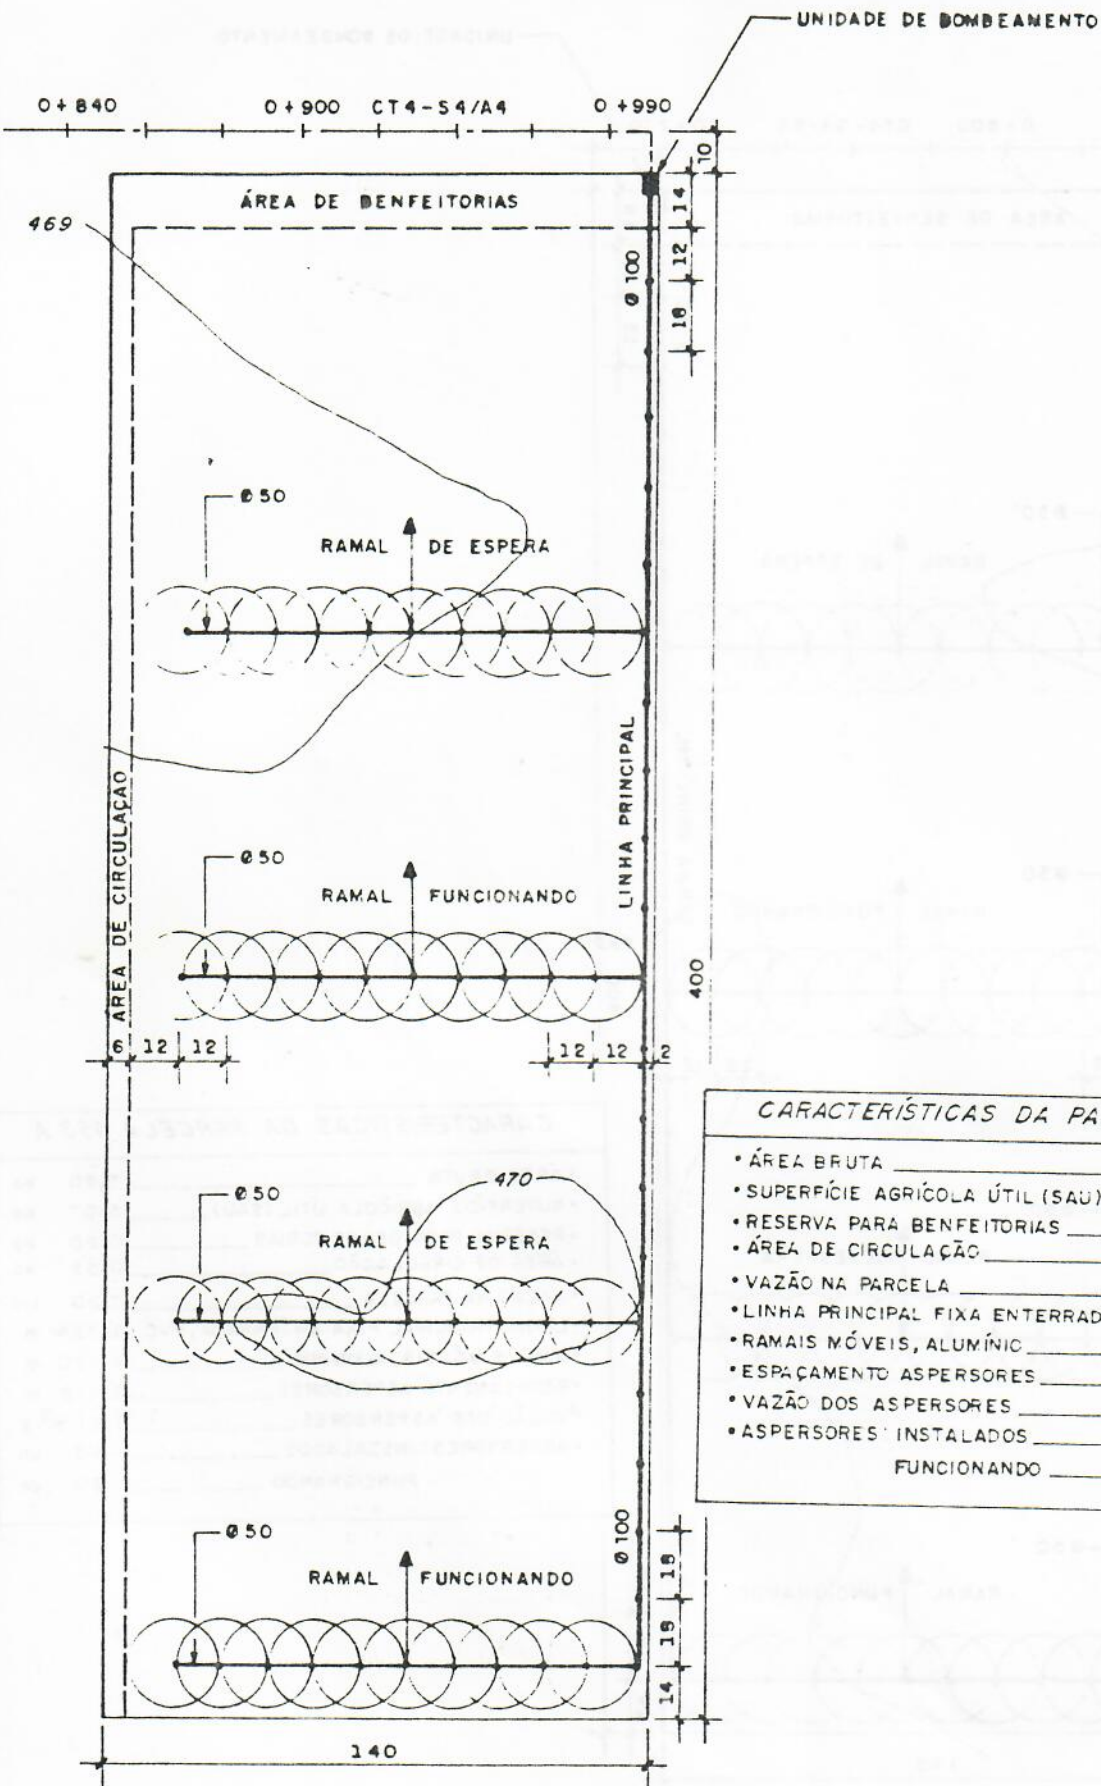 UNIDADE DE BOMBEAMENTO
0+840 0+900 CT4-S4/A4 0+990
10
ÁREA DE BENFEITORIAS
14
469
12
Ø 100
18
Ø50
RAMAL DE ESPERA
LINHA PRINCIPAL
ÁREA DE CIRCULAÇÃO
Ø50
RAMAL FUNCIONANDO
400
6 12 12 12 12 2
CARACTERÍSTICAS DA PA
• ÁREA BRUTA
• SUPERFÍCIE AGRÍCOLA ÚTIL (SAU)
• RESERVA PARA BENFEITORIAS
• ÁREA DE CIRCULAÇÃO
• VAZÃO NA PARCELA
• LINHA PRINCIPAL FIXA ENTERRAD
• RAMAIS MÓVEIS, ALUMÍNIO
• ESPAÇAMENTO ASPERSORES
• VAZÃO DOS ASPERSORES
• ASPERSORES INSTALADOS
FUNCIONANDO
470
Ø50
RAMAL DE ESPERA
Ø 100
Ø50
18
RAMAL FUNCIONANDO
18
14
140